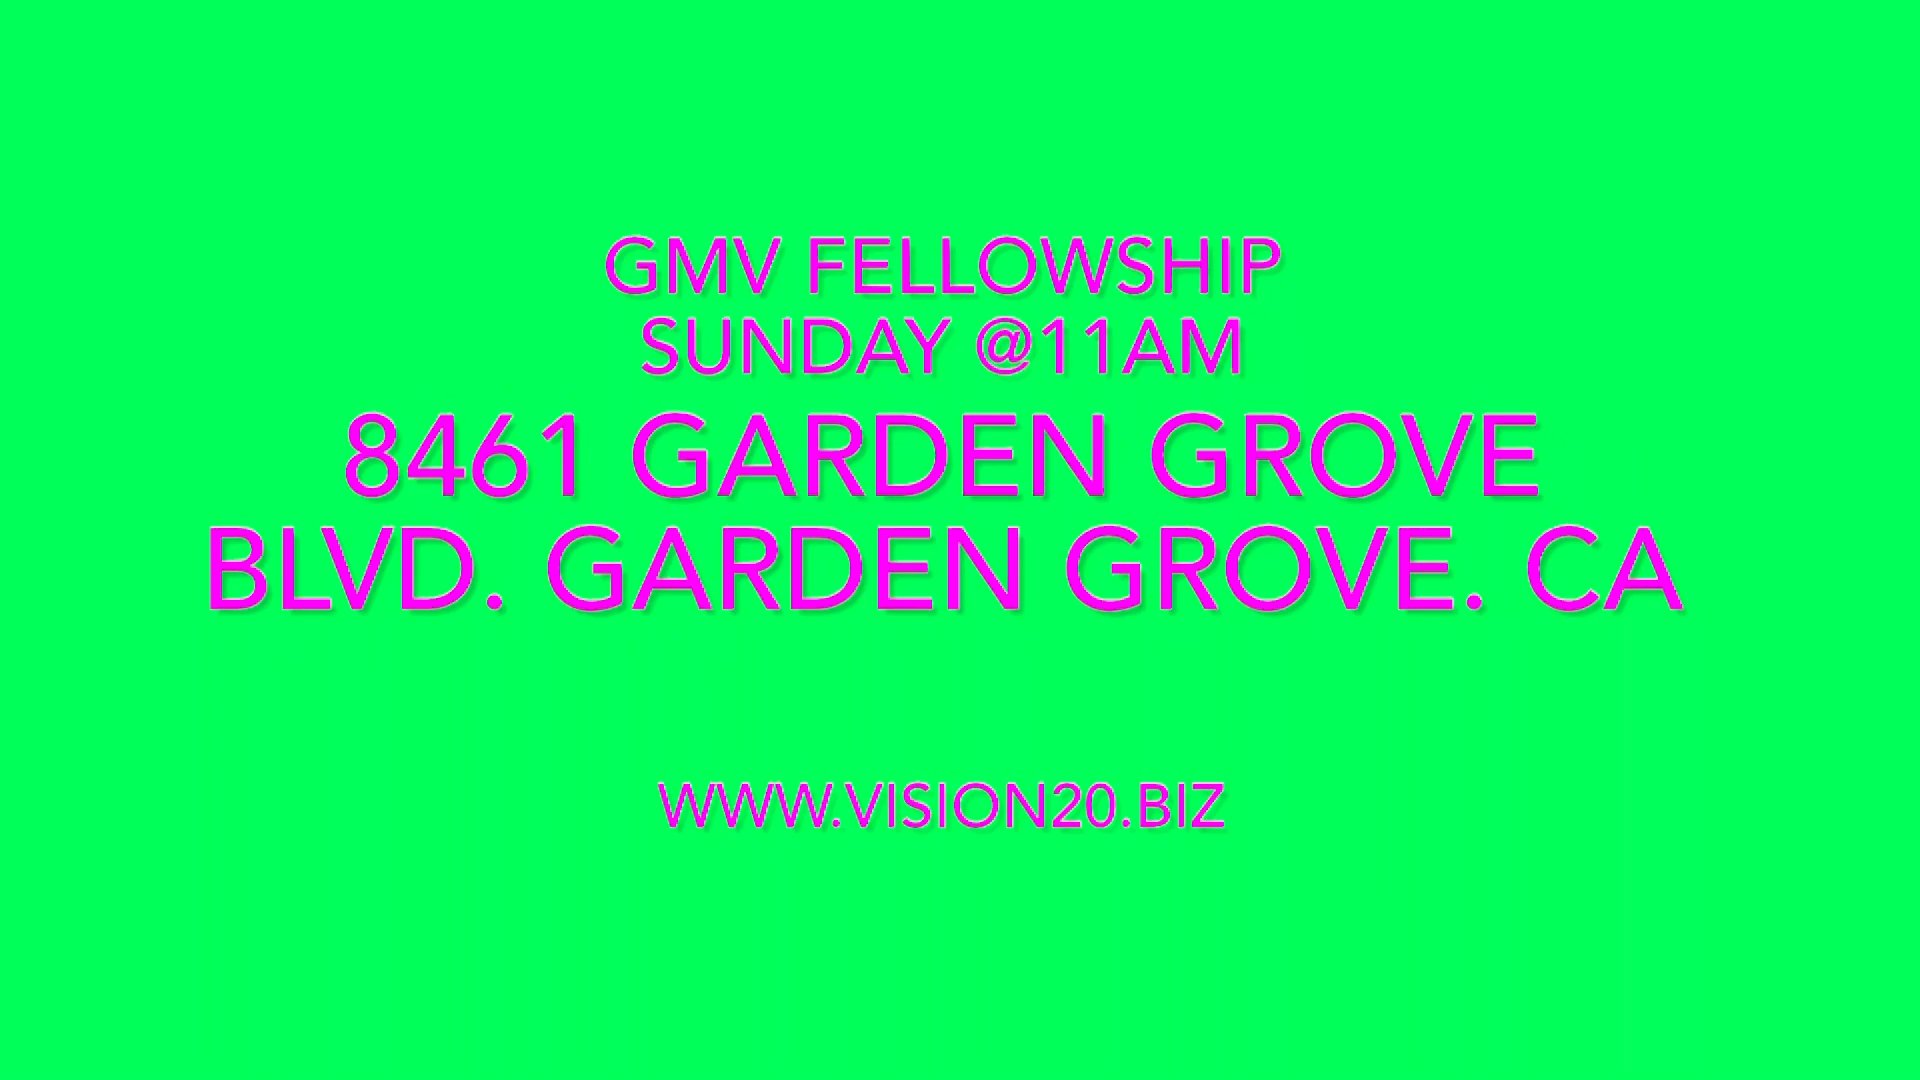 GMV FELLOWSHIP
SUNDAY @11AM
8461 GARDEN GROVE
BLVD. GARDEN GROVE. CA
WWW.VISION20.BIZ